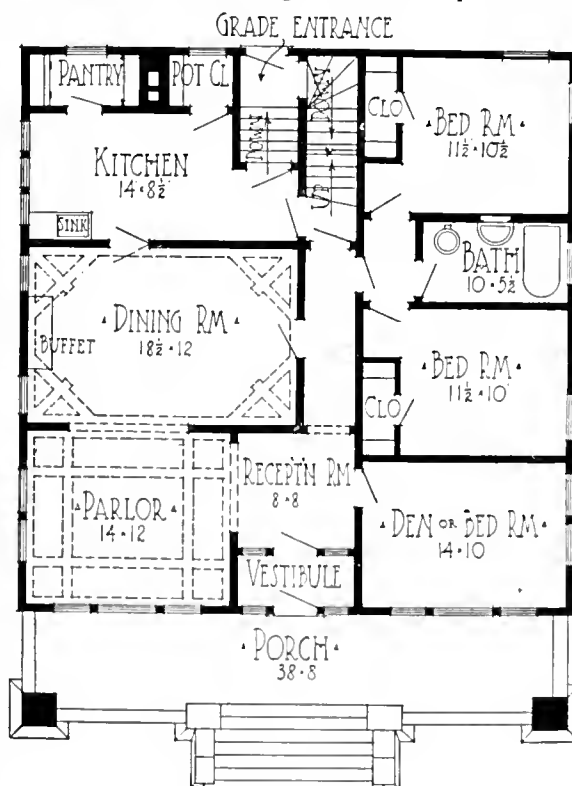 GRADE ENTRANCE
PANTRY
POT CL
DOWN
DOWN
UP
CLO
BED RM
11½ · 10½
KITCHEN
14 · 8½
SINK
BATH
10 · 5½
DINING RM
18½ · 12
BUFFET
BED RM
11½ · 10
CLO
RECEPT'N RM
8 · 8
PARLOR
14 · 12
DEN OR BED RM
14 · 10
VESTIBULE
PORCH
38 · 8